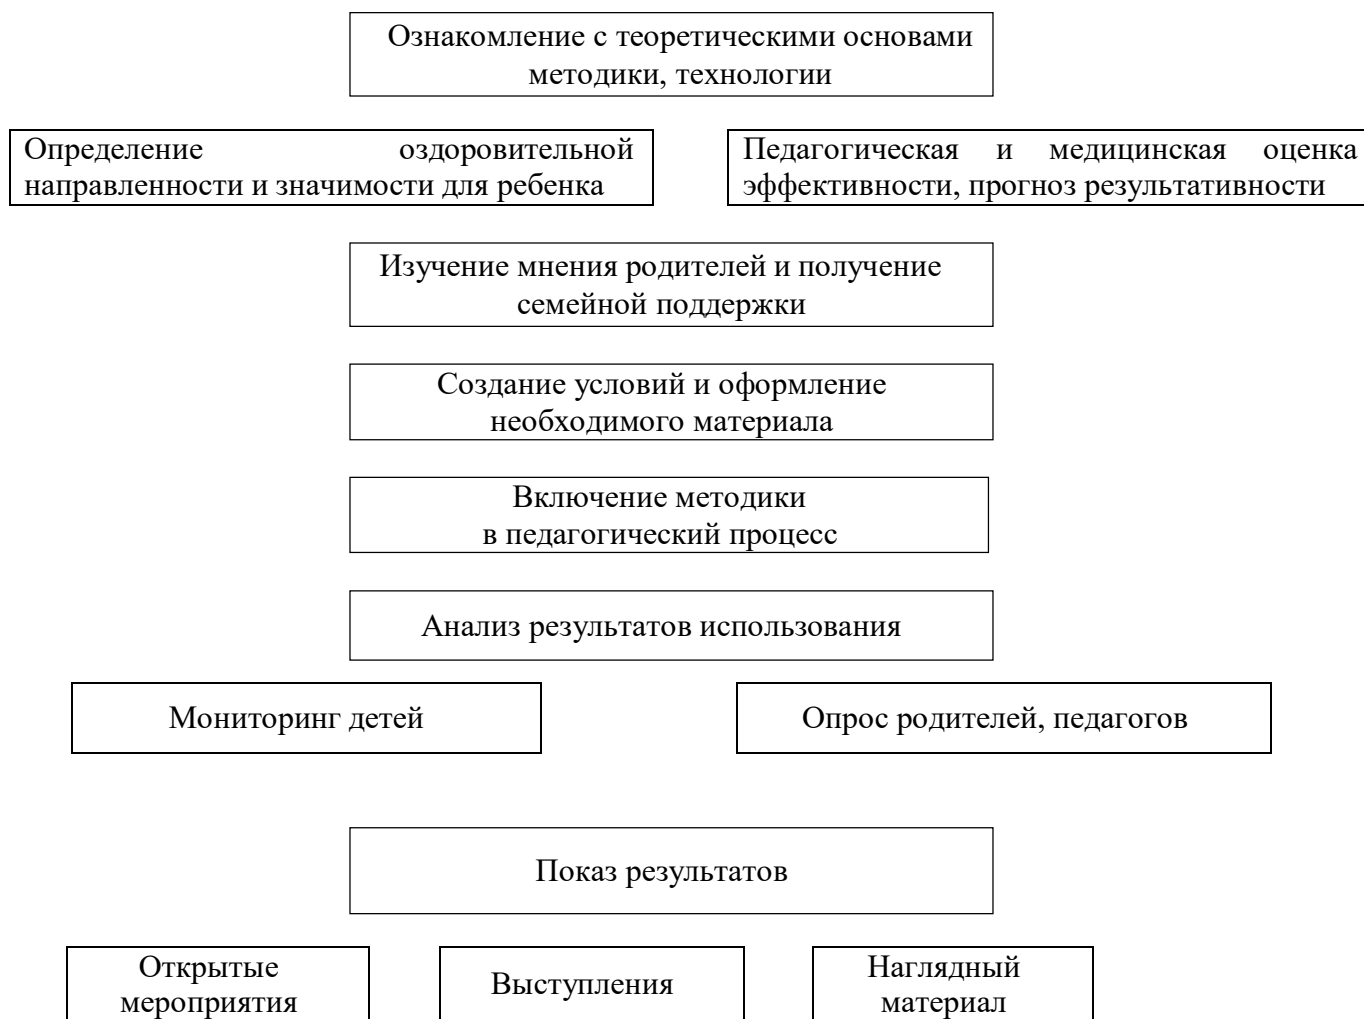 Ознакомление с теоретическими основами
методики, технологии
Определение оздоровительной
направленности и значимости для ребенка
Педагогическая и медицинская оценка
эффективности, прогноз результативности
Изучение мнения родителей и получение
семейной поддержки
Создание условий и оформление
необходимого материала
Включение методики
в педагогический процесс
Анализ результатов использования
Мониторинг детей
Опрос родителей, педагогов
Показ результатов
Открытые
мероприятия
Выступления
Наглядный
материал